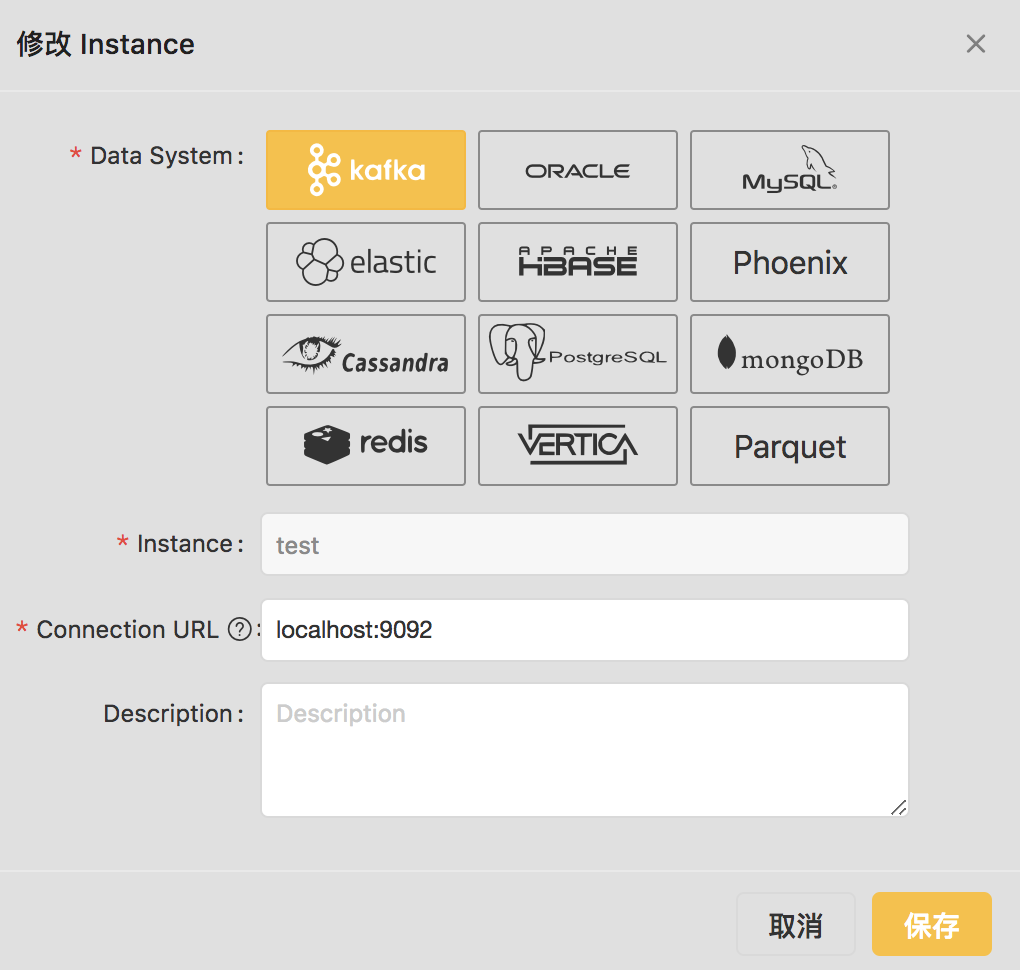 修改 Instance
* Data System:
kafka
ORACLE
MySQL®
elastic
APACHE
HBASE
Phoenix
Cassandra
PostgreSQL
mongoDB
redis
VERTICA
Parquet
* Instance:
test
* Connection URL ?:
localhost:9092
Description:
Description
取消
保存